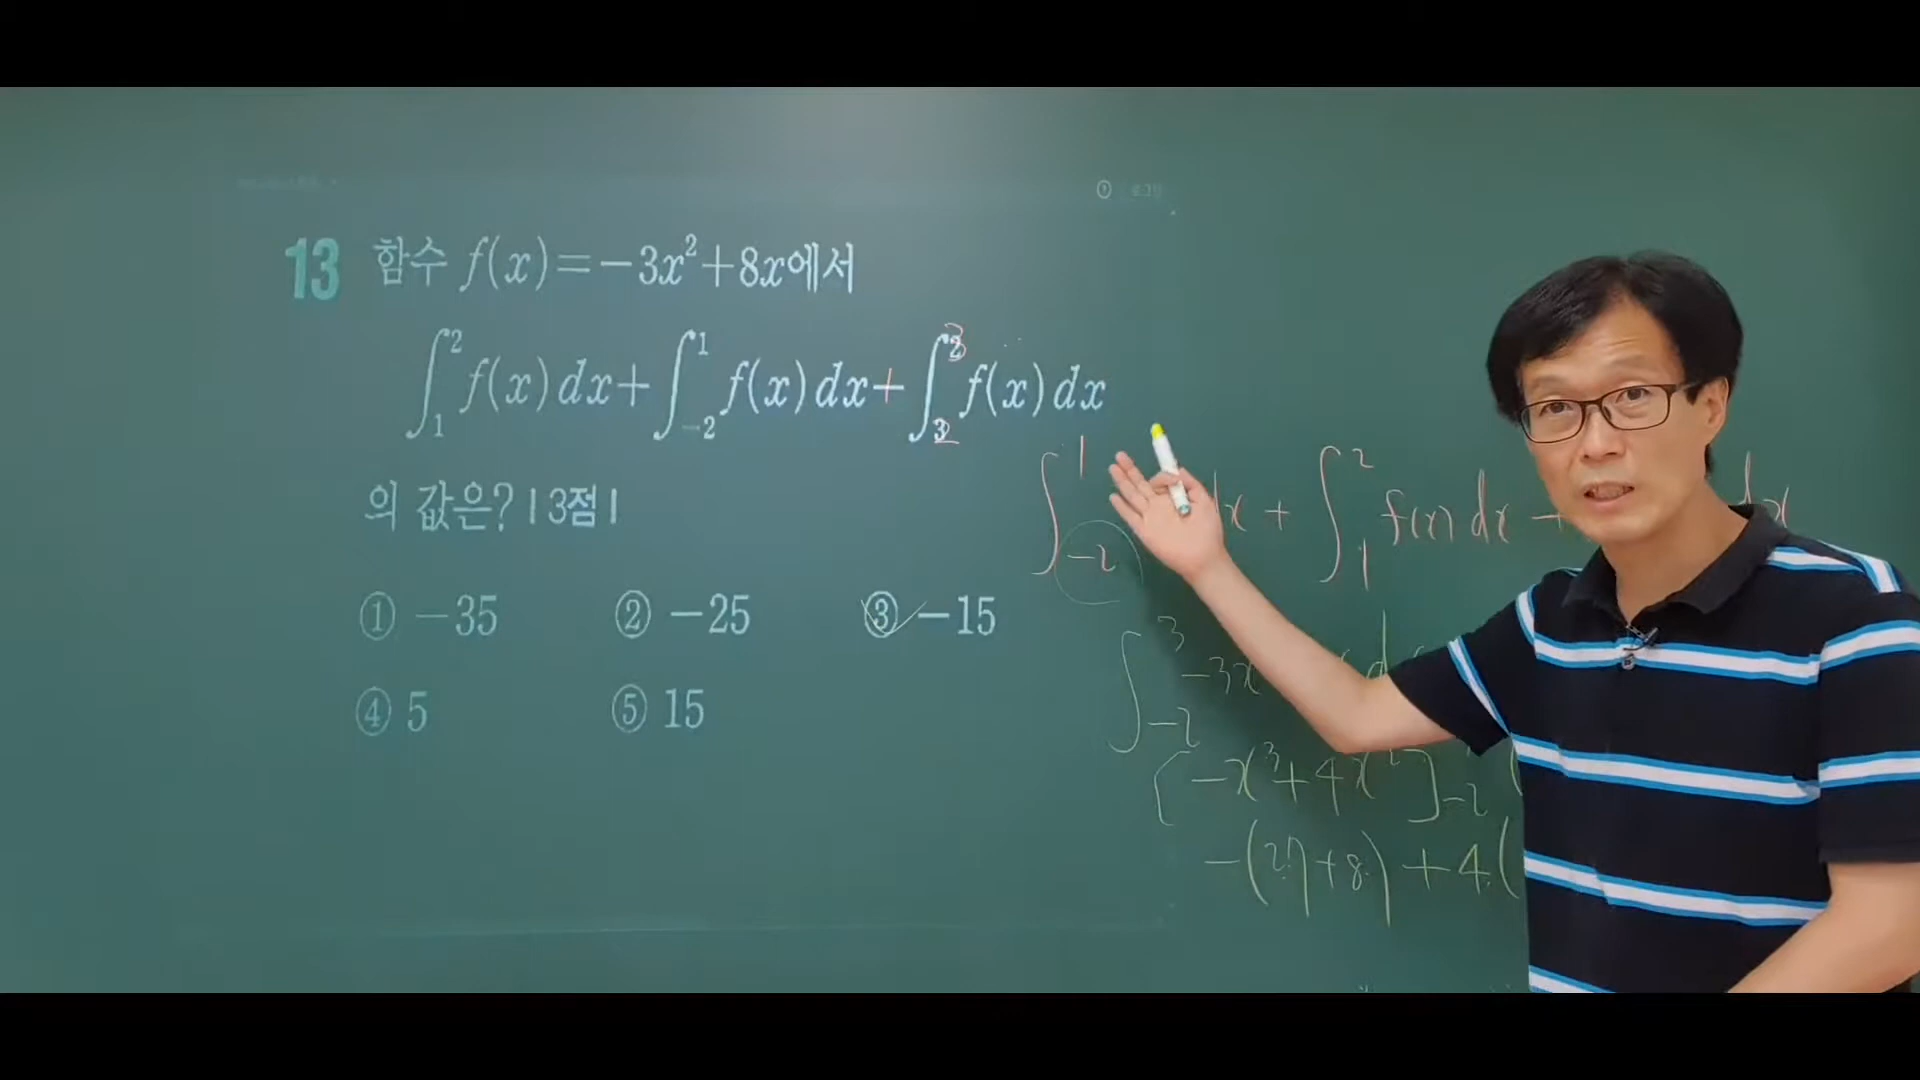 13 함수 f(x)=-3x²+8x에서
∫₁² f(x)dx+∫₋₂¹ f(x)dx+∫₂³ f(x)dx
의 값은? |3점|
① -35 ② -25 ③ -15
④ 5 ⑤ 15
∫₋₂¹ dx + ∫₁² f(x)dx + dx
∫₋₂³ -3x
[-x³+4x²]₋₂
-(27+8)+4(